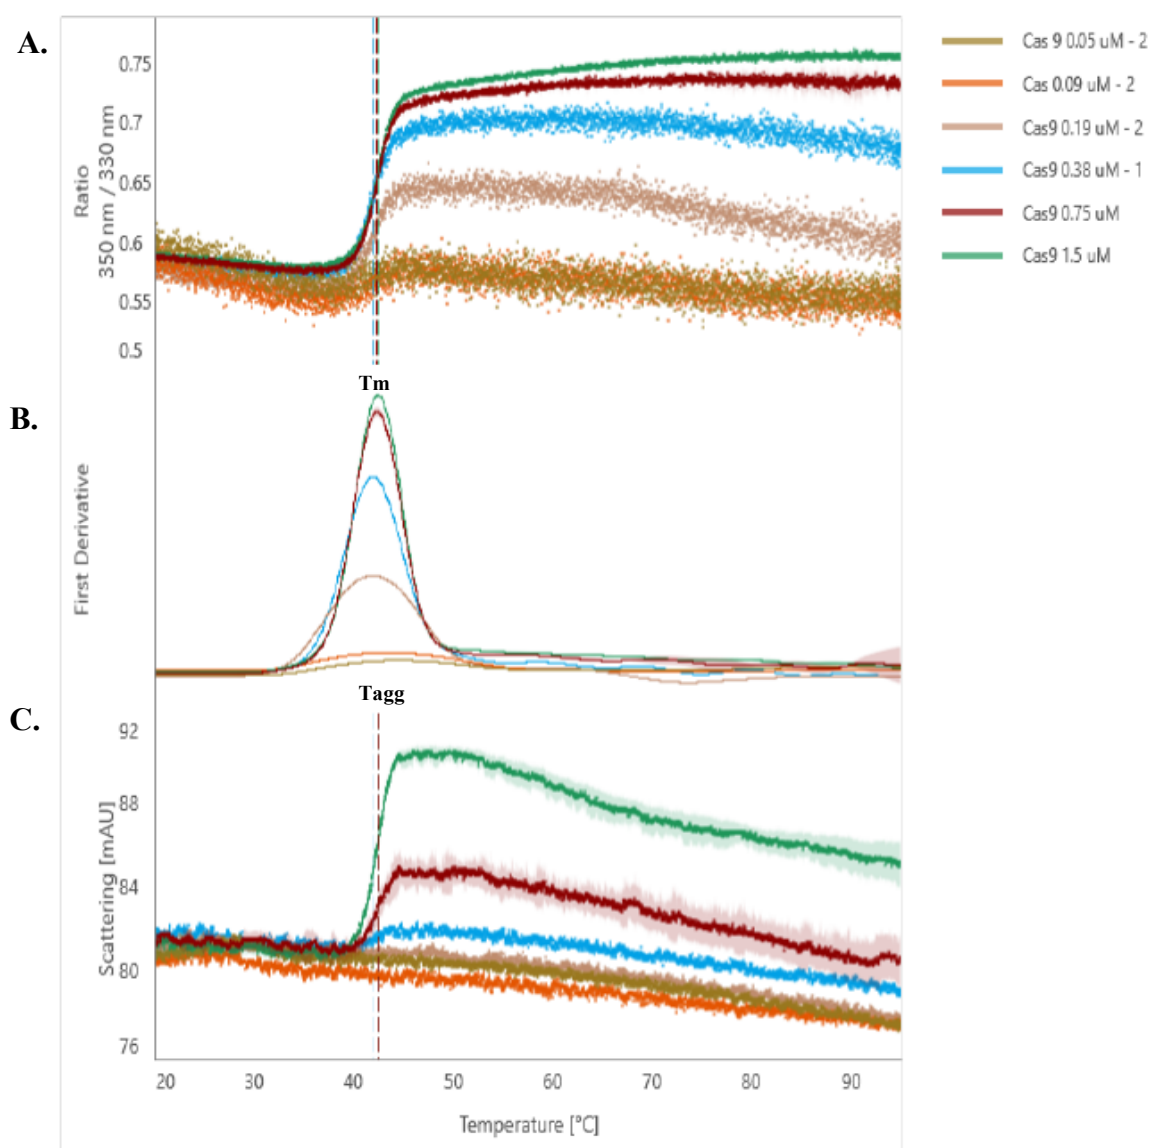 A.
0.75
0.7
0.65
0.6
0.55
0.5
Ratio
350 nm / 330 nm
Cas 9 0.05 uM - 2
Cas 0.09 uM - 2
Cas9 0.19 uM - 2
Cas9 0.38 uM - 1
Cas9 0.75 uM
Cas9 1.5 uM
Tm
B.
First Derivative
Tagg
C.
92
88
84
80
76
Scattering [mAU]
20 30 40 50 60 70 80 90
Temperature [°C]